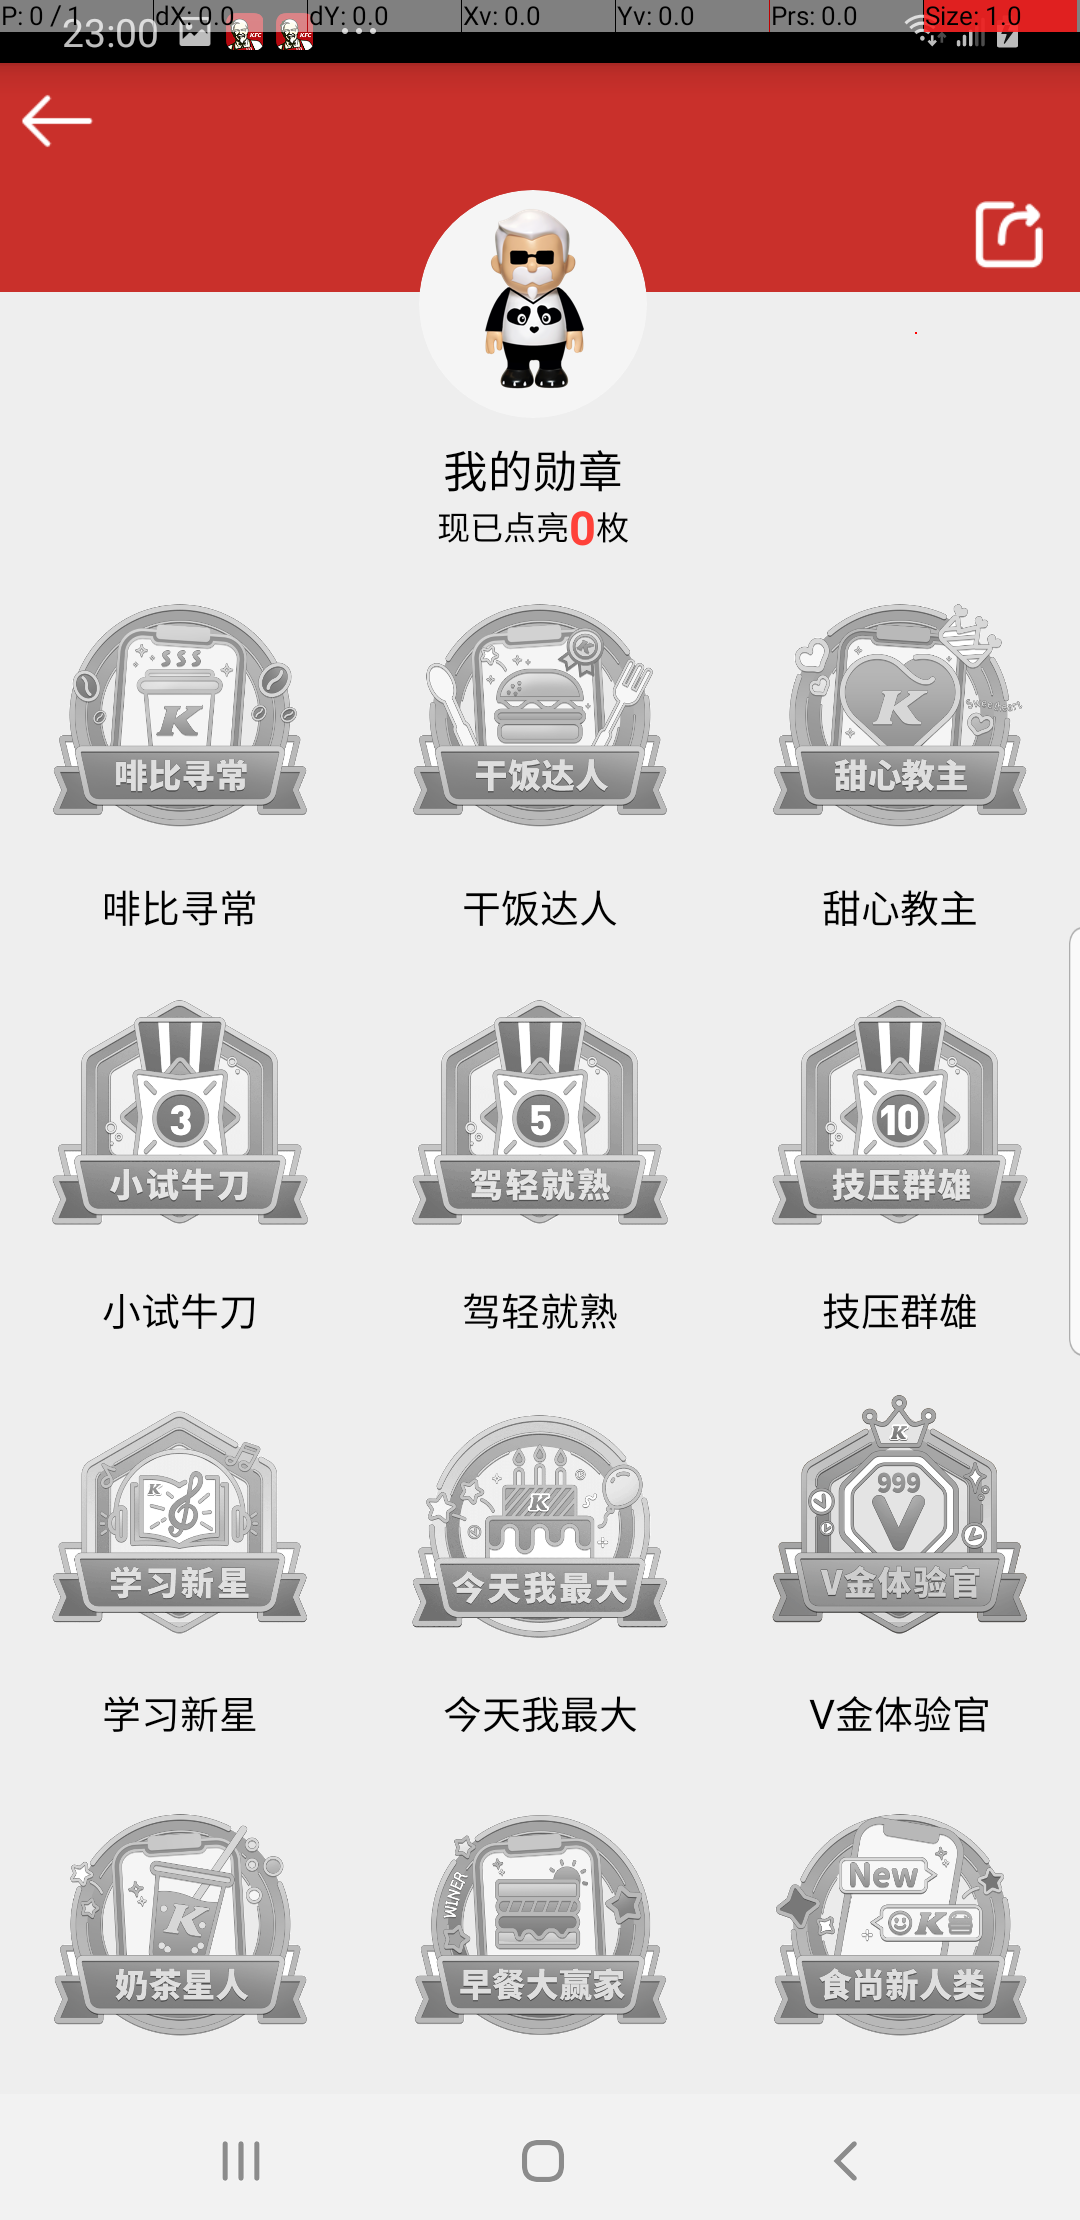 P: 0 / 1 dX: 0.0 dY: 0.0 Xv: 0.0 Yv: 0.0 Prs: 0.0 Size: 1.0
23:00 KFC KFC ...
我的勋章
现已点亮0枚
K K K Sweetheart
啡比寻常 干饭达人 甜心教主
啡比寻常 干饭达人 甜心教主
3 5 10
小试牛刀 驾轻就熟 技压群雄
小试牛刀 驾轻就熟 技压群雄
K K K 999 V
学习新星 今天我最大 V金体验官
学习新星 今天我最大 V金体验官
K WINER New K
奶茶星人 早餐大赢家 食尚新人类